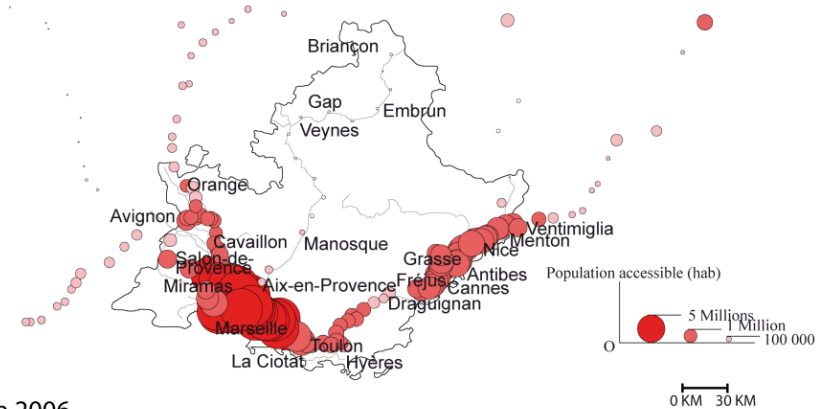 Briançon
Gap
Embrun
Veynes
Orange
Avignon
Ventimiglia
Cavaillon
Manosque
Menton
Nice
Grasse
Salon-de-
Provence
Antibes
Population accessible (hab)
Miramas
Aix-en-Provence
Fréjus
Cannes
Draguignan
5 Millions
1 Million
Marseille
100 000
O
Toulon
La Ciotat
Hyères
0 KM 30 KM
2006